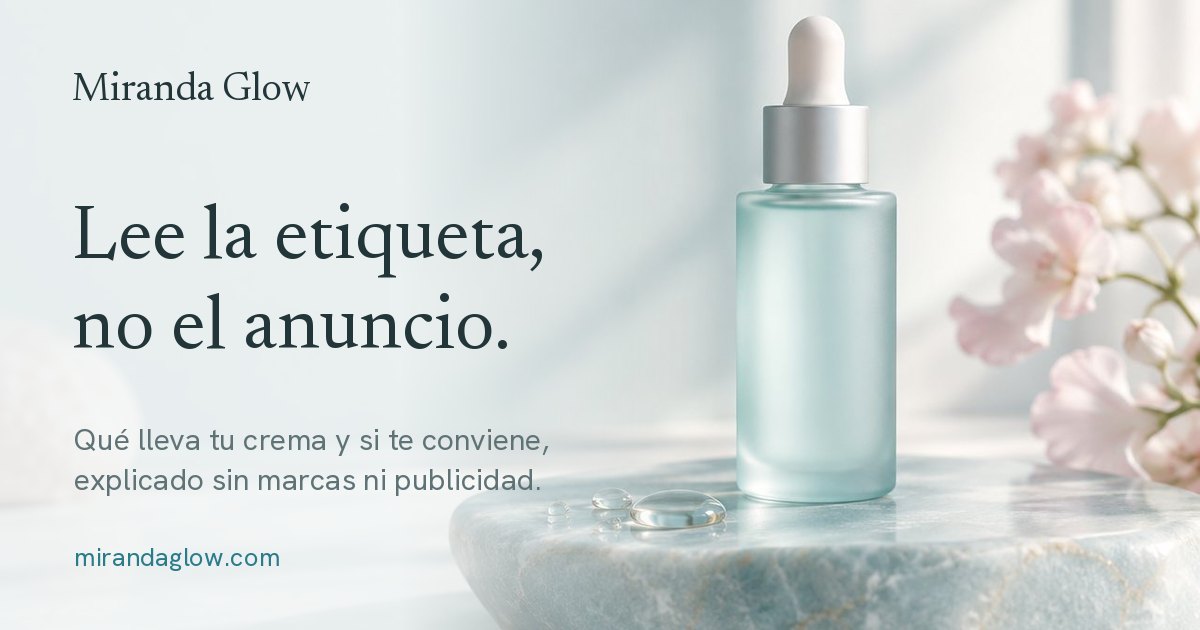 Miranda Glow
Lee la etiqueta,
no el anuncio.
Qué lleva tu crema y si te conviene,
explicado sin marcas ni publicidad.
mirandaglow.com